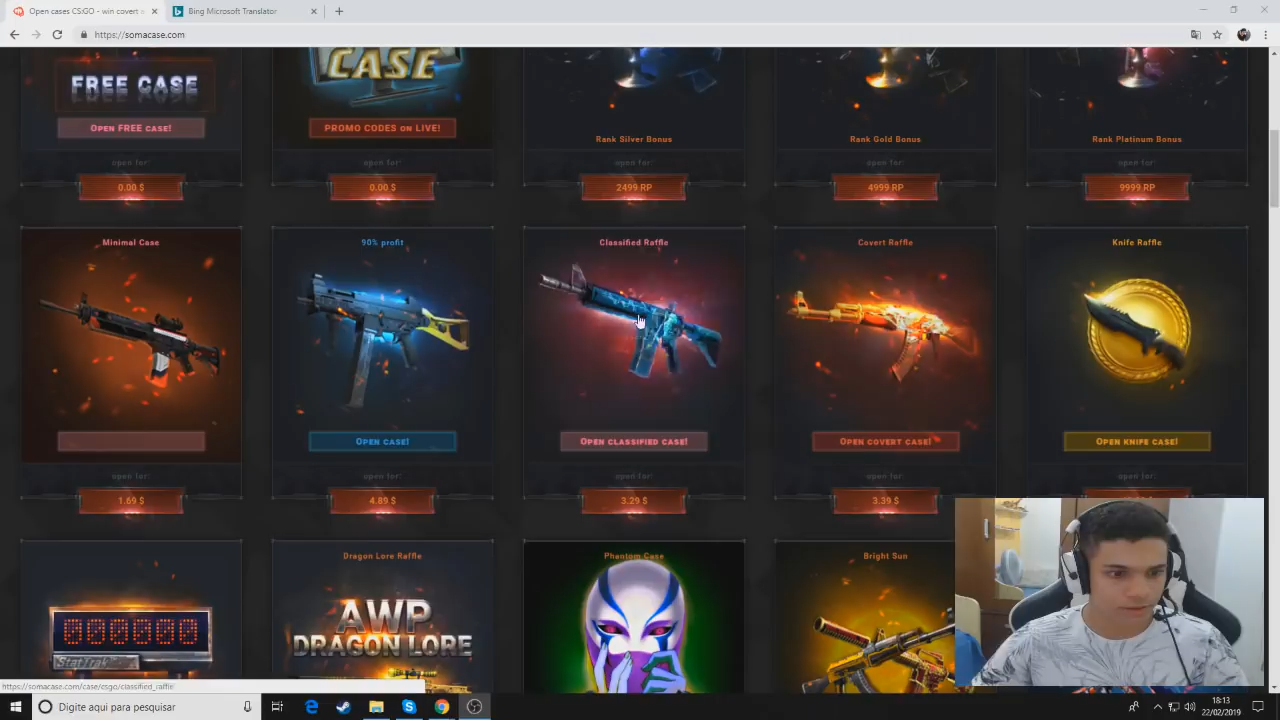 Open cases CS:GO - win covert
Bing Microsoft Translator
https://somacase.com
FREE CASE
CASE
OPEN FREE CASE!
PROMO CODES on LIVE!
Rank Silver Bonus
Rank Gold Bonus
Rank Platinum Bonus
open for:
open for:
0.00 $
0.00 $
2499 RP
4999 RP
9999 RP
Minimal Case
90% profit
Classified Raffle
Covert Raffle
Knife Raffle
OPEN CASE!
OPEN CLASSIFIED CASE!
OPEN COVERT CASE!
OPEN KNIFE CASE!
open for:
open for:
open for:
open for:
open for:
1.69 $
4.89 $
3.29 $
3.39 $
Dragon Lore Raffle
Phantom Case
Bright Sun
AWP
DRAGON LORE
StatTrak
https://somacase.com/case/csgo/classified_raffle
Digite aqui para pesquisar
18:13
22/02/2019